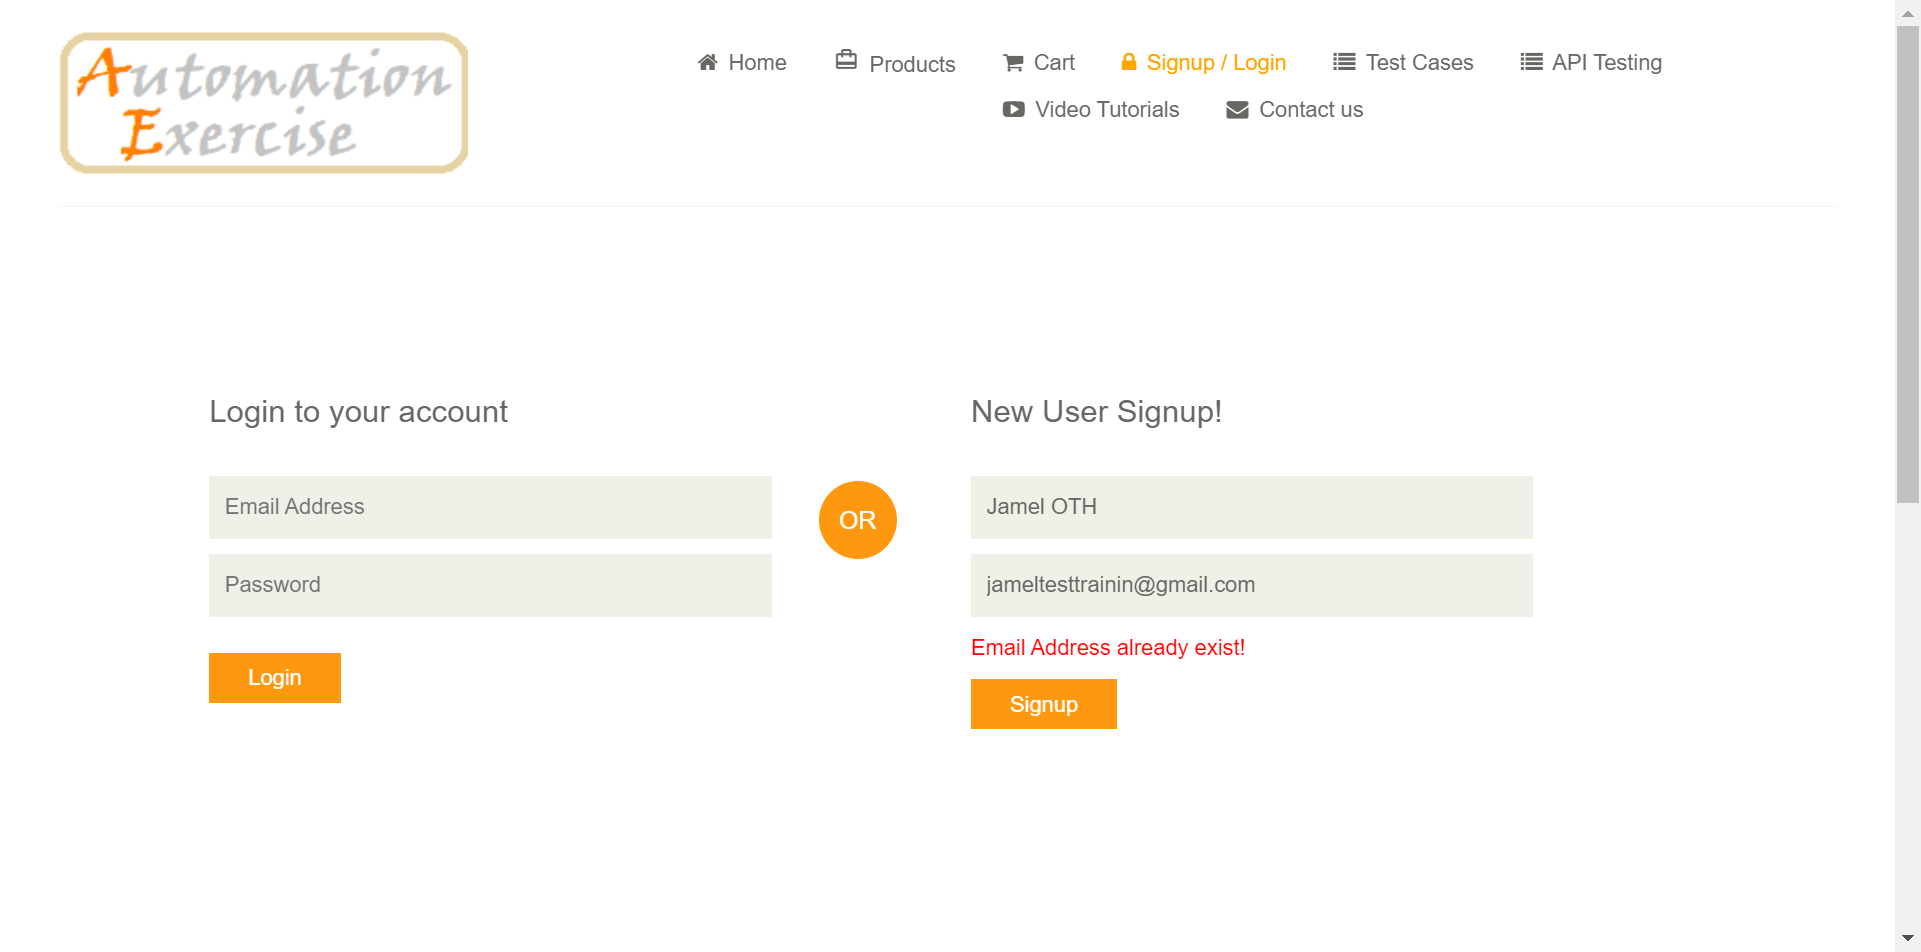 Automation
Exercise
Home Products Cart Signup / Login Test Cases API Testing
Video Tutorials Contact us
Login to your account
Email Address
Password
Login
OR
New User Signup!
Jamel OTH
jameltesttrainin@gmail.com
Email Address already exist!
Signup